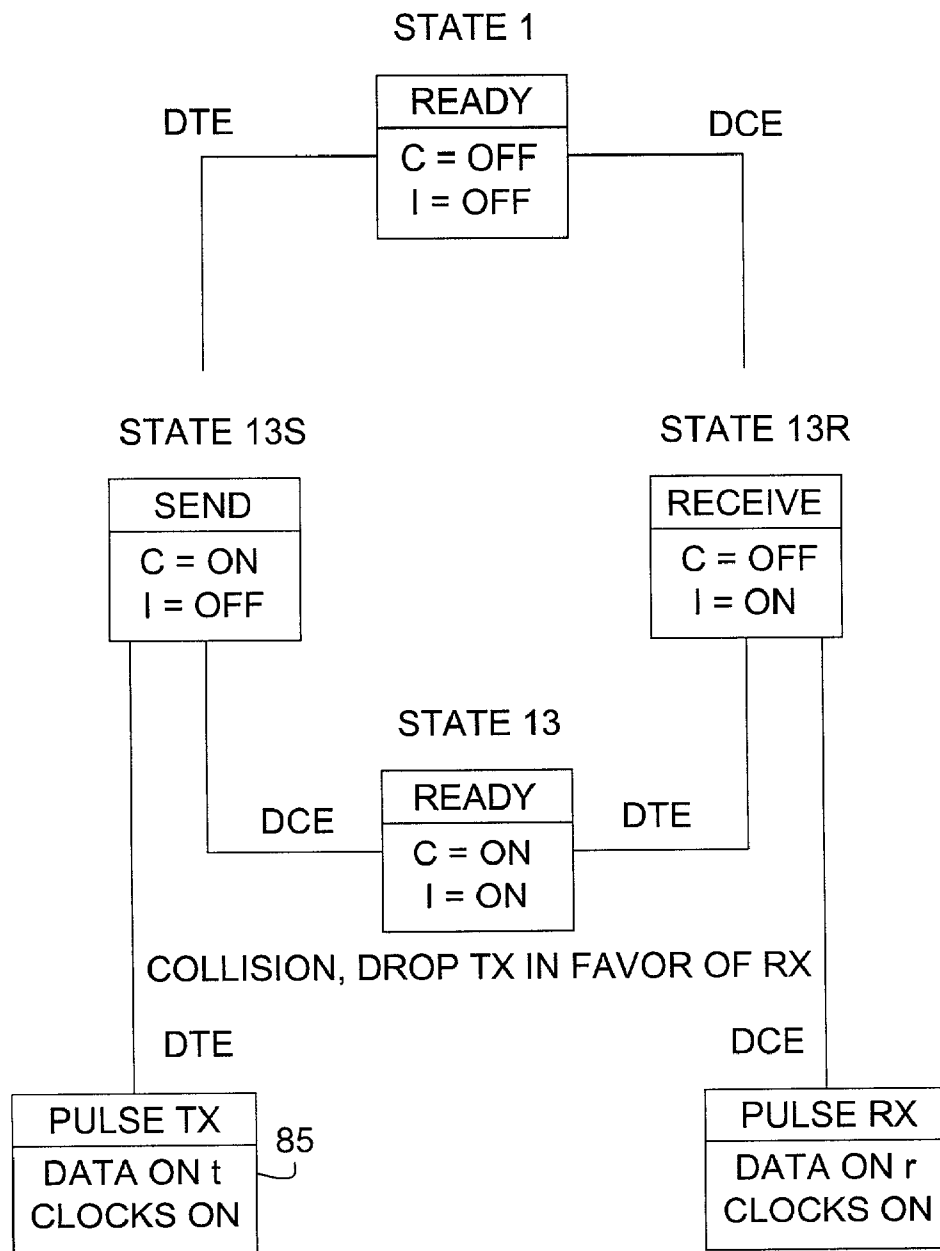 STATE 1
READY
DTE
DCE
C = OFF
I = OFF
STATE 13S
STATE 13R
SEND
RECEIVE
C = ON
I = OFF
C = OFF
I = ON
STATE 13
READY
DCE
DTE
C = ON
I = ON
COLLISION, DROP TX IN FAVOR OF RX
DTE
DCE
PULSE TX
PULSE RX
85
DATA ON t
CLOCKS ON
DATA ON r
CLOCKS ON